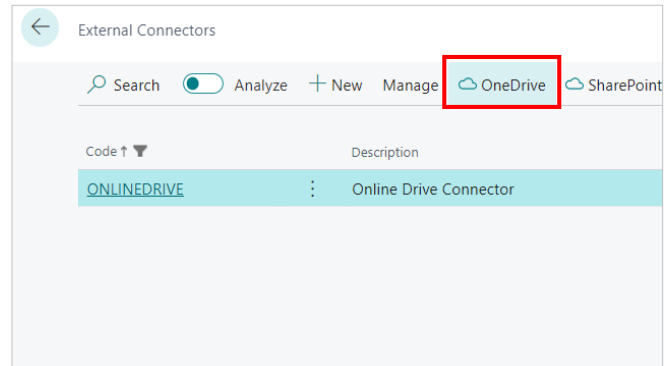 External Connectors
Search Analyze New Manage OneDrive SharePoint
Code Description
ONLINEDRIVE Online Drive Connector